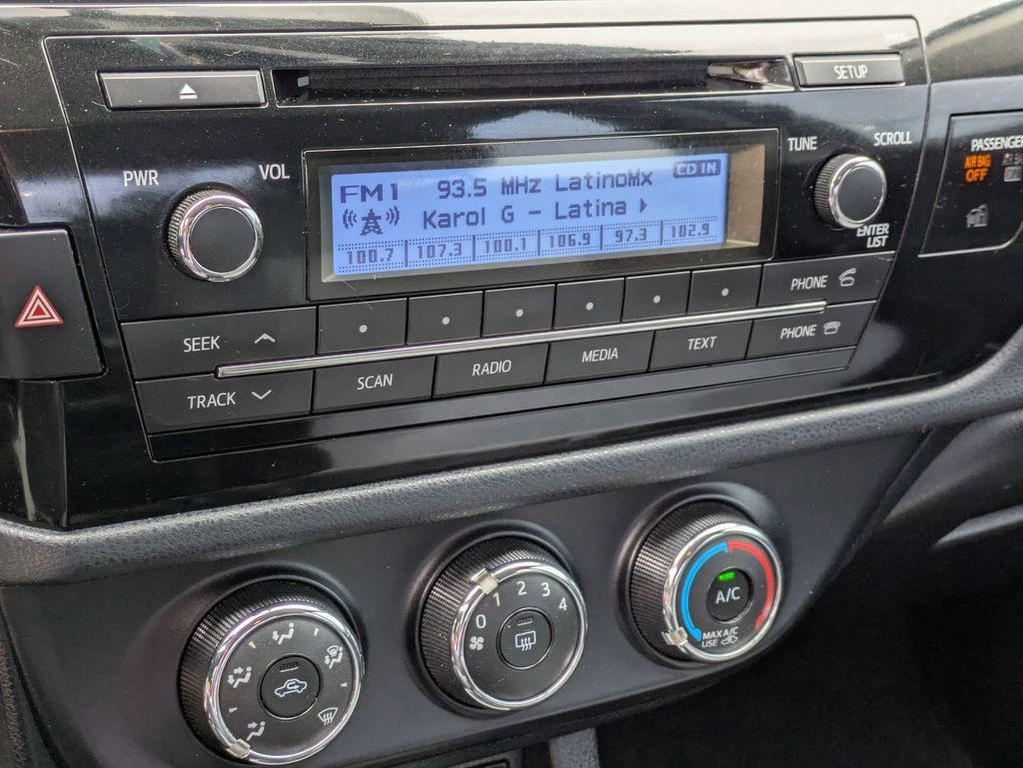 SETUP
PWR
VOL
FM1 93.5 MHz LatinoMx CD IN
Karol G - Latina
100.7 107.3 100.1 106.9 97.3 102.9
TUNE
SCROLL
ENTER
LIST
PASSENGER
AIR BAG
OFF
SEEK
TRACK
SCAN
RADIO
MEDIA
TEXT
PHONE
PHONE
0 1 2 3 4
A/C
MAX A/C
USE